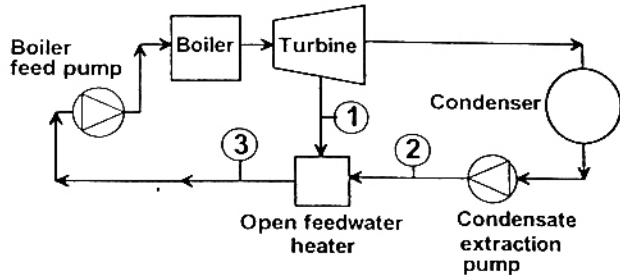 Boiler
feed pump
Boiler
Turbine
Condenser
1
3
2
Open feedwater
heater
Condensate
extraction
pump